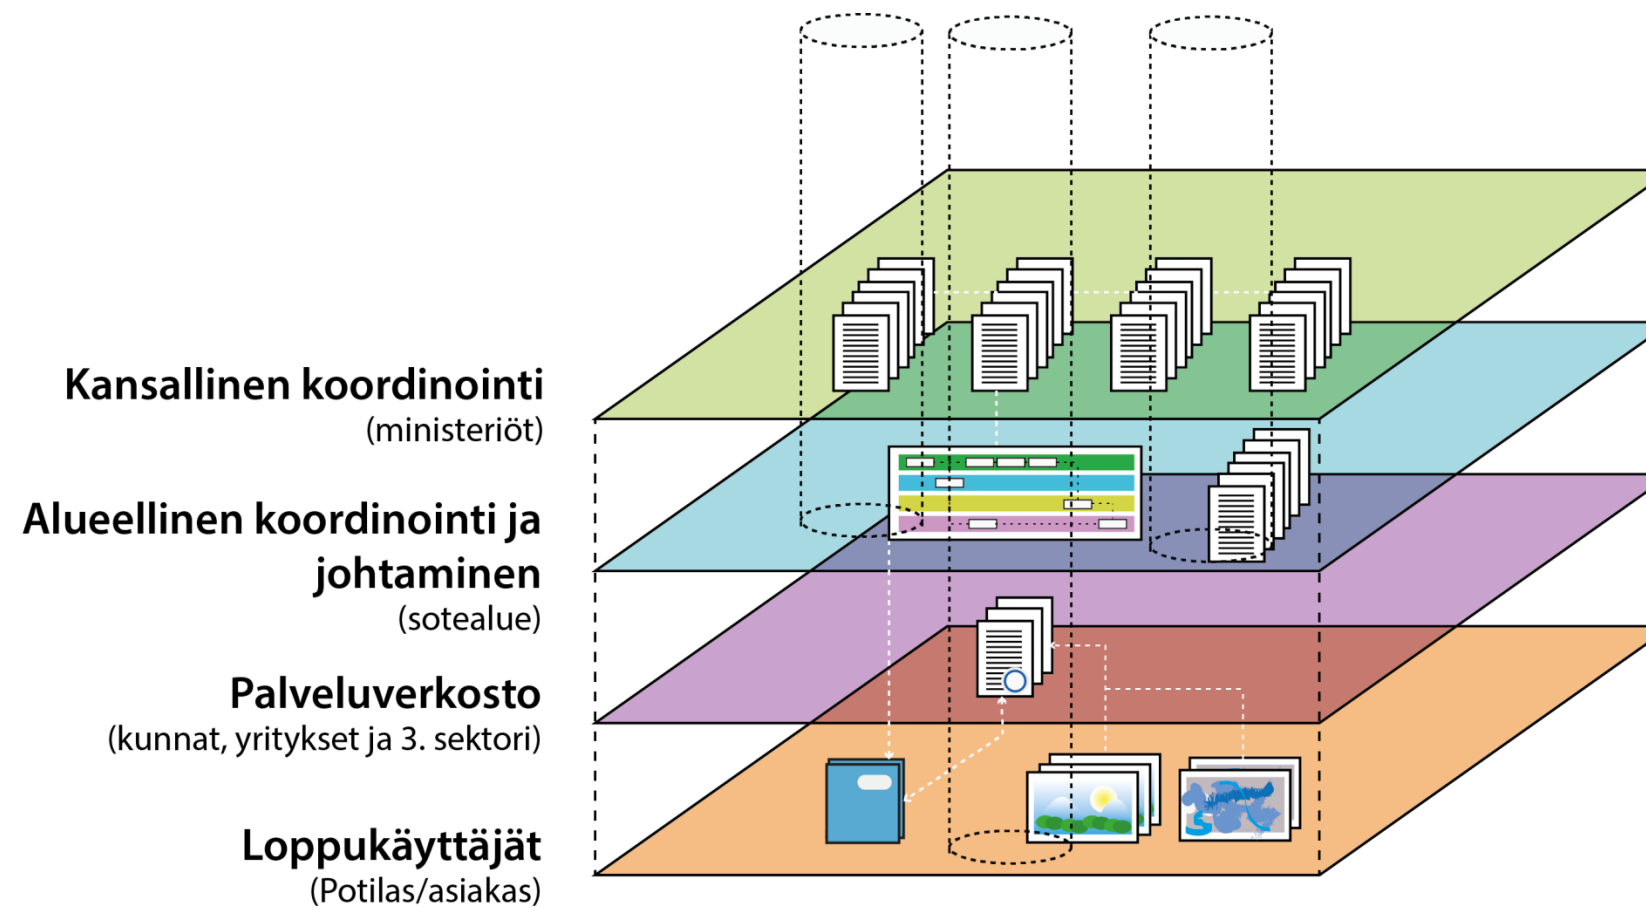 Kansallinen koordinointi
(ministeriöt)
Alueellinen koordinointi ja
johtaminen
(sotealue)
Palveluverkosto
(kunnat, yritykset ja 3. sektori)
Loppukäyttäjät
(Potilas/asiakas)